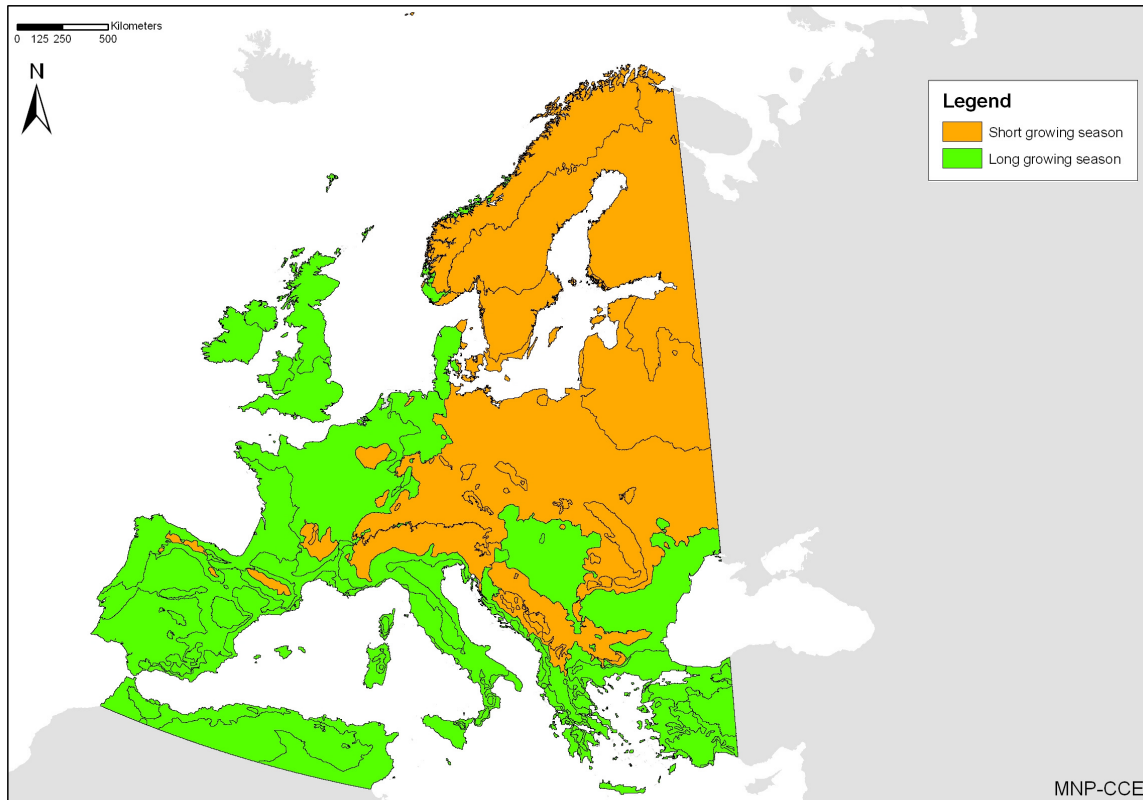 Kilometers
0 125 250 500
N
Legend
Short growing season
Long growing season
MNP-CCE